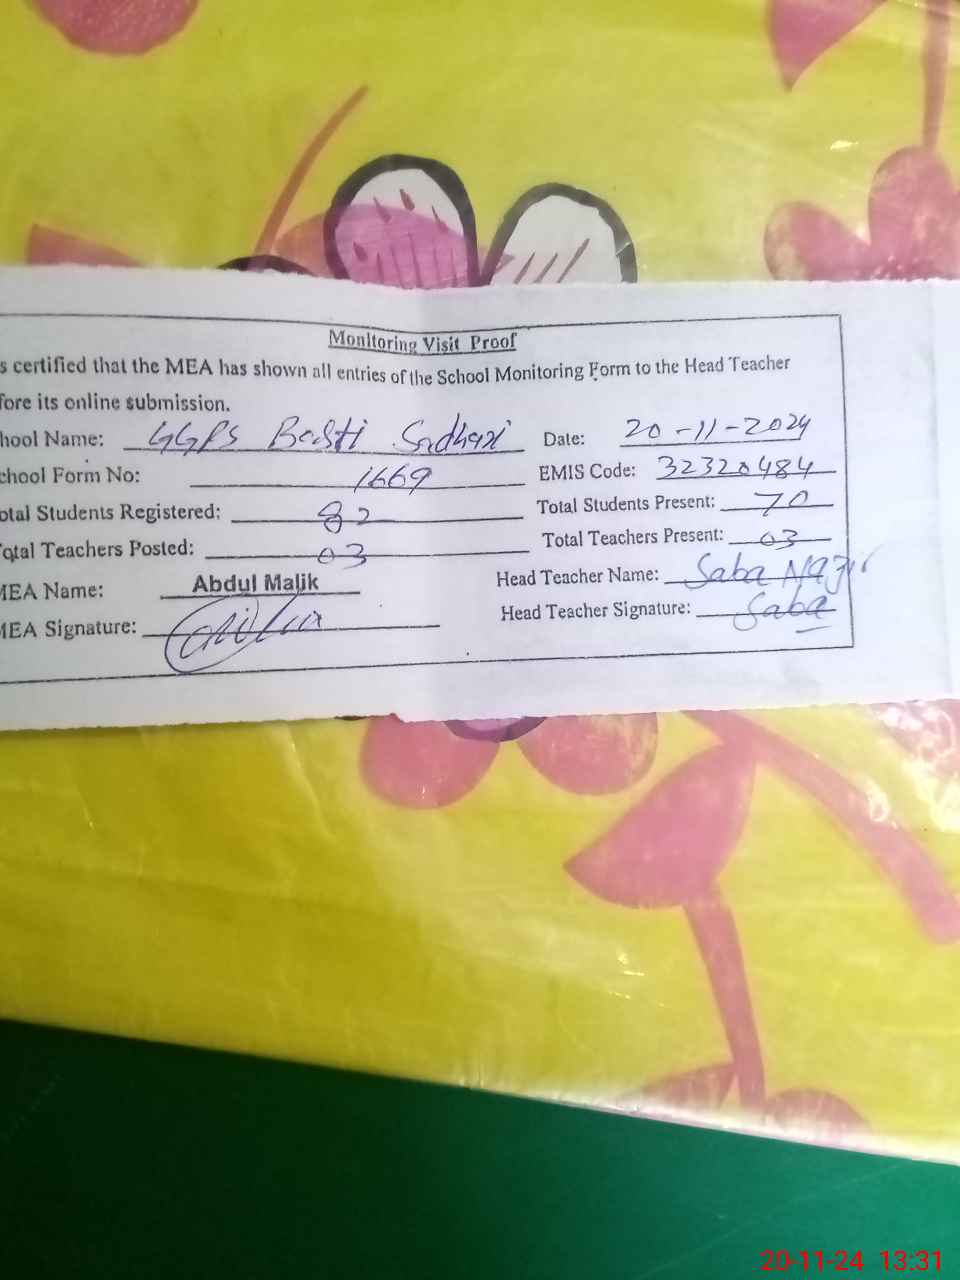 Monitoring Visit Proof
s certified that the MEA has shown all entries of the School Monitoring Form to the Head Teacher
fore its online submission.
hool Name: GGPS Basti Date: 20-11-2024
chool Form No: 1669 EMIS Code: 32320484
otal Students Registered: 82 Total Students Present: 70
Total Teachers Posted: 03 Total Teachers Present: 03
MEA Name: Abdul Malik Head Teacher Name: Saba Nazir
MEA Signature: Head Teacher Signature: Saba
20-11-24 13:31